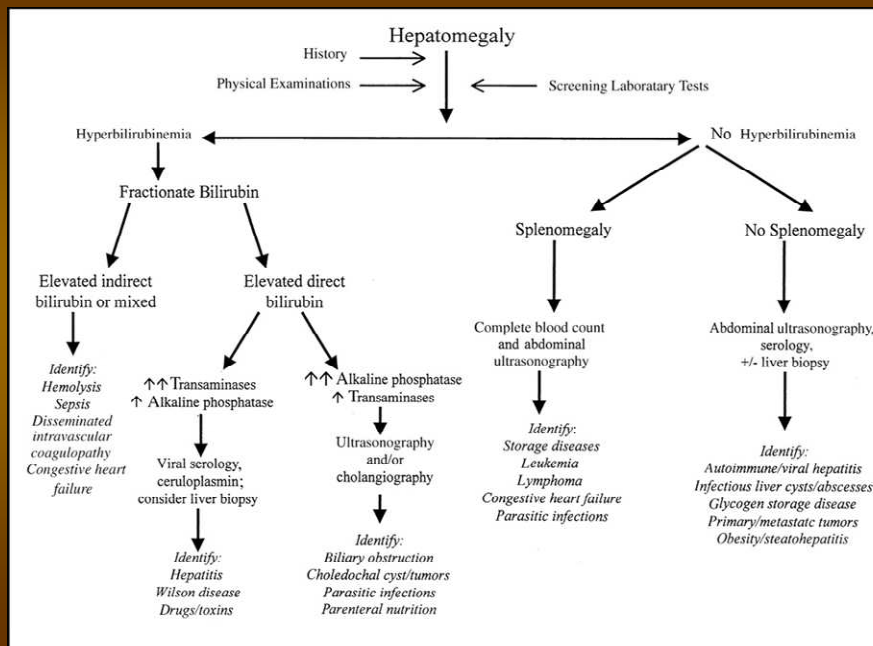 Hepatomegaly
History
Physical Examinations
Screening Laboratary Tests
Hyperbilirubinemia
No Hyperbilirubinemia
Fractionate Bilirubin
Splenomegaly
No Splenomegaly
Elevated indirect
bilirubin or mixed
Elevated direct
bilirubin
Complete blood count
and abdominal
ultrasonography
Abdominal ultrasonography,
serology,
+/- liver biopsy
Identify:
Hemolysis
Sepsis
Disseminated
intravascular
coagulopathy
Congestive heart
failure
↑↑ Transaminases
↑ Alkaline phosphatase
↑↑ Alkaline phosphatase
↑ Transaminases
Viral serology,
ceruloplasmin;
consider liver biopsy
Ultrasonography
and/or
cholangiography
Identify:
Storage diseases
Leukemia
Lymphoma
Congestive heart failure
Parasitic infections
Identify:
Autoimmune/viral hepatitis
Infectious liver cysts/abscesses
Glycogen storage disease
Primary/metastatc tumors
Obesity/steatohepatitis
Identify:
Hepatitis
Wilson disease
Drugs/toxins
Identify:
Biliary obstruction
Choledochal cyst/tumors
Parasitic infections
Parenteral nutrition